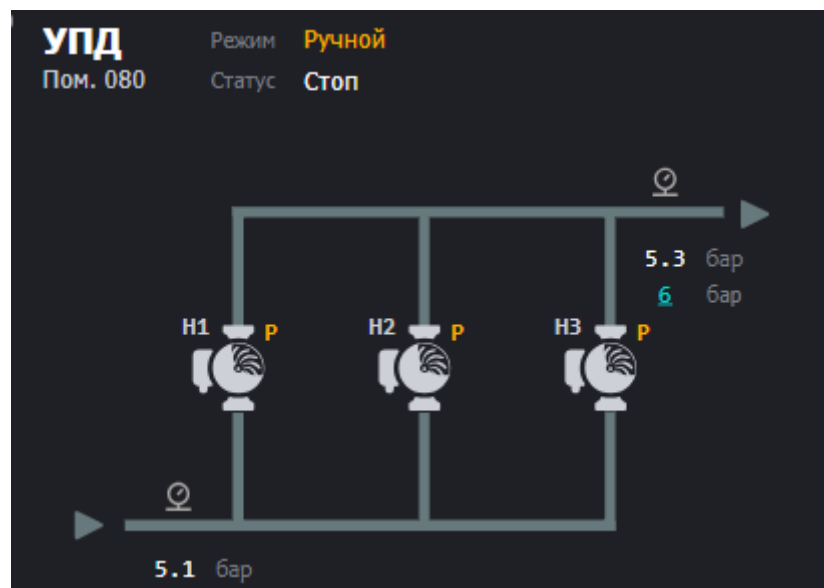 УПД Режим Ручной
Пом. 080 Статус Стоп
5.3 бар
6 бар
Н1 Р Н2 Р Н3 Р
5.1 бар